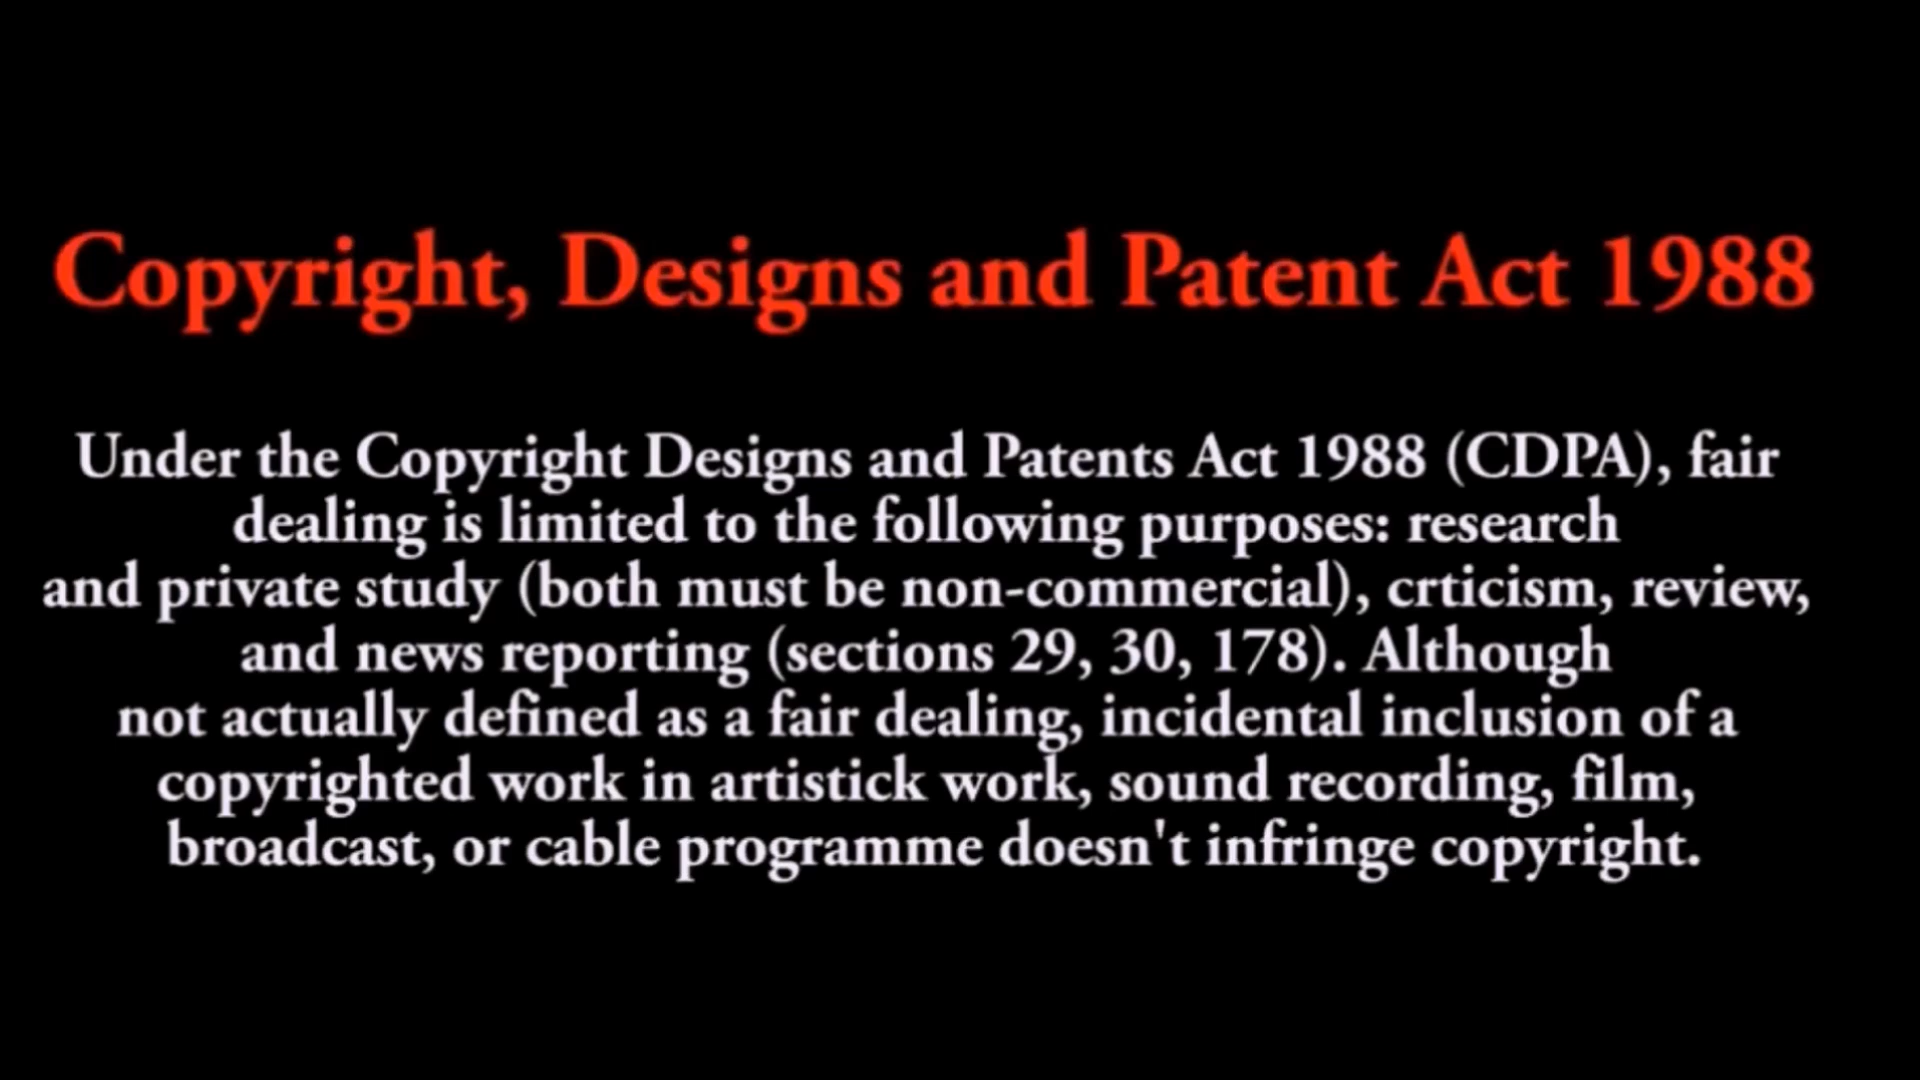 Copyright, Designs and Patent Act 1988
Under the Copyright Designs and Patents Act 1988 (CDPA), fair
dealing is limited to the following purposes: research
and private study (both must be non-commercial), crticism, review,
and news reporting (sections 29, 30, 178). Although
not actually defined as a fair dealing, incidental inclusion of a
copyrighted work in artistick work, sound recording, film,
broadcast, or cable programme doesn't infringe copyright.